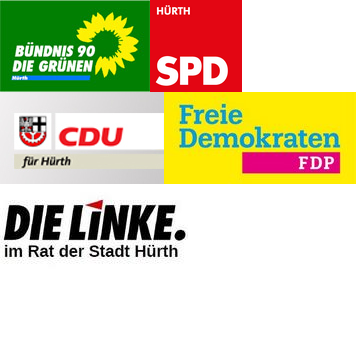 BÜNDNIS 90
DIE GRÜNEN
Hürth
HÜRTH
SPD
CDU
für Hürth
Freie
Demokraten
FDP
DIE LINKE.
im Rat der Stadt Hürth